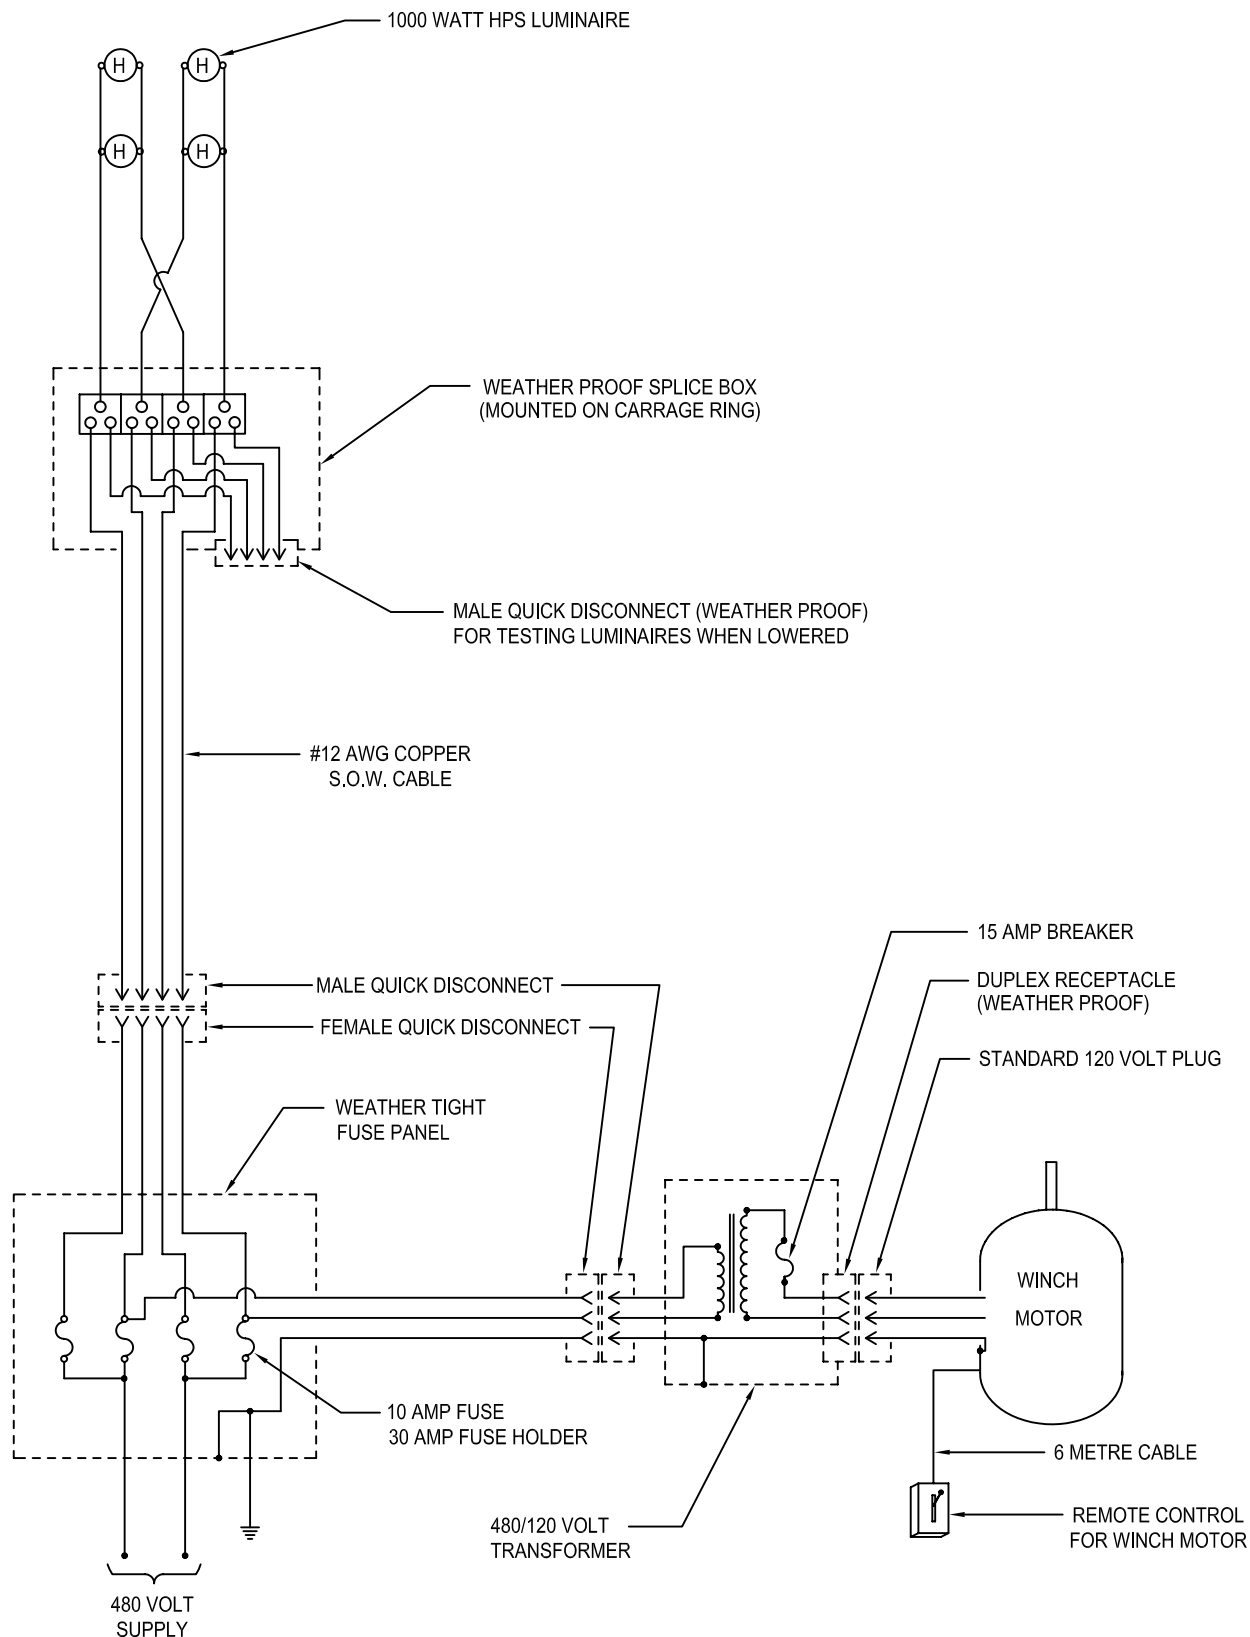 1000 WATT HPS LUMINAIRE
H
H
H
H
WEATHER PROOF SPLICE BOX
(MOUNTED ON CARRAGE RING)
MALE QUICK DISCONNECT (WEATHER PROOF)
FOR TESTING LUMINAIRES WHEN LOWERED
#12 AWG COPPER
S.O.W. CABLE
15 AMP BREAKER
MALE QUICK DISCONNECT
DUPLEX RECEPTACLE
(WEATHER PROOF)
FEMALE QUICK DISCONNECT
STANDARD 120 VOLT PLUG
WEATHER TIGHT
FUSE PANEL
WINCH
MOTOR
10 AMP FUSE
30 AMP FUSE HOLDER
6 METRE CABLE
480/120 VOLT
TRANSFORMER
REMOTE CONTROL
FOR WINCH MOTOR
480 VOLT
SUPPLY